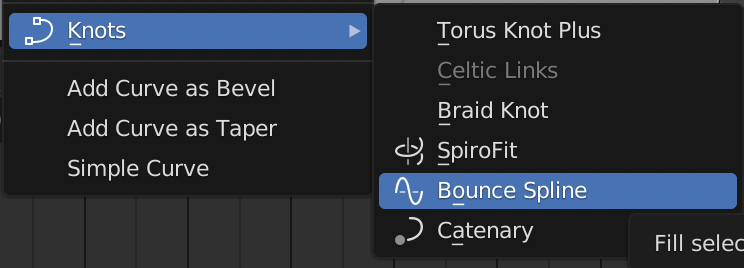 Knots
Add Curve as Bevel
Add Curve as Taper
Simple Curve
Torus Knot Plus
Celtic Links
Braid Knot
SpiroFit
Bounce Spline
Catenary
Fill selec